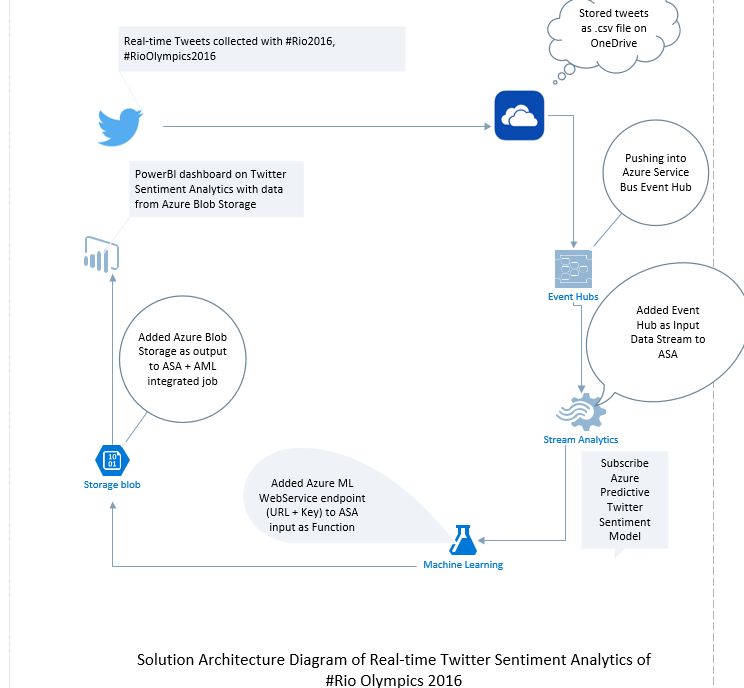 Stored tweets
as .csv file on
OneDrive
Real-time Tweets collected with #Rio2016,
#RioOlympics2016
Pushing into
Azure Service
Bus Event Hub
PowerBI dashboard on Twitter
Sentiment Analytics with data
from Azure Blob Storage
Event Hubs
Added Event
Hub as Input
Data Stream to
ASA
Added Azure Blob
Storage as output
to ASA + AML
integrated job
Stream Analytics
Subscribe
Azure
Predictive
Twitter
Sentiment
Model
10
01
Storage blob
Added Azure ML
WebService endpoint
(URL + Key) to ASA
input as Function
Machine Learning
Solution Architecture Diagram of Real-time Twitter Sentiment Analytics of
#Rio Olympics 2016